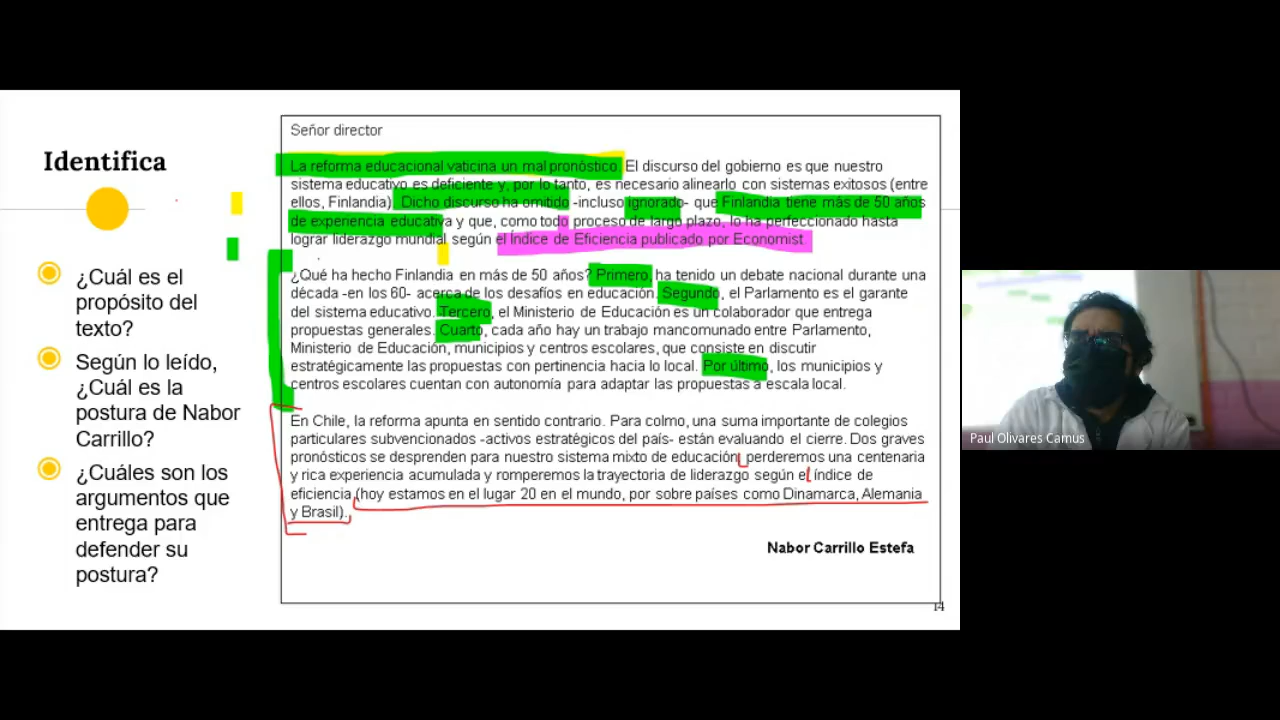 Identifica
¿Cuál es el
propósito del
texto?
Según lo leído,
¿Cuál es la
postura de Nabor
Carrillo?
¿Cuáles son los
argumentos que
entrega para
defender su
postura?
Señor director
La reforma educacional vaticina un mal pronóstico. El discurso del gobierno es que nuestro
sistema educativo es deficiente y, por lo tanto, es necesario alinearlo con sistemas exitosos (entre
ellos, Finlandia). Dicho discurso ha omitido -incluso ignorado- que Finlandia tiene más de 50 años
de experiencia educativa y que, como todo proceso de largo plazo, lo ha perfeccionado hasta
lograr liderazgo mundial según el Índice de Eficiencia publicado por Economist.
¿Qué ha hecho Finlandia en más de 50 años? Primero, ha tenido un debate nacional durante una
década -en los 60- acerca de los desafíos en educación. Segundo, el Parlamento es el garante
del sistema educativo. Tercero, el Ministerio de Educación es un colaborador que entrega
propuestas generales. Cuarto, cada año hay un trabajo mancomunado entre Parlamento,
Ministerio de Educación, municipios y centros escolares, que consiste en discutir
estratégicamente las propuestas con pertinencia hacia lo local. Por último, los municipios y
centros escolares cuentan con autonomía para adaptar las propuestas a escala local.
En Chile, la reforma apunta en sentido contrario. Para colmo, una suma importante de colegios
particulares subvencionados -activos estratégicos del país- están evaluando el cierre. Dos graves
pronósticos se desprenden para nuestro sistema mixto de educación: perderemos una centenaria
y rica experiencia acumulada y romperemos la trayectoria de liderazgo según el índice de
eficiencia (hoy estamos en el lugar 20 en el mundo, por sobre países como Dinamarca, Alemania
y Brasil).
Nabor Carrillo Estefa
14
Paul Olivares Camus